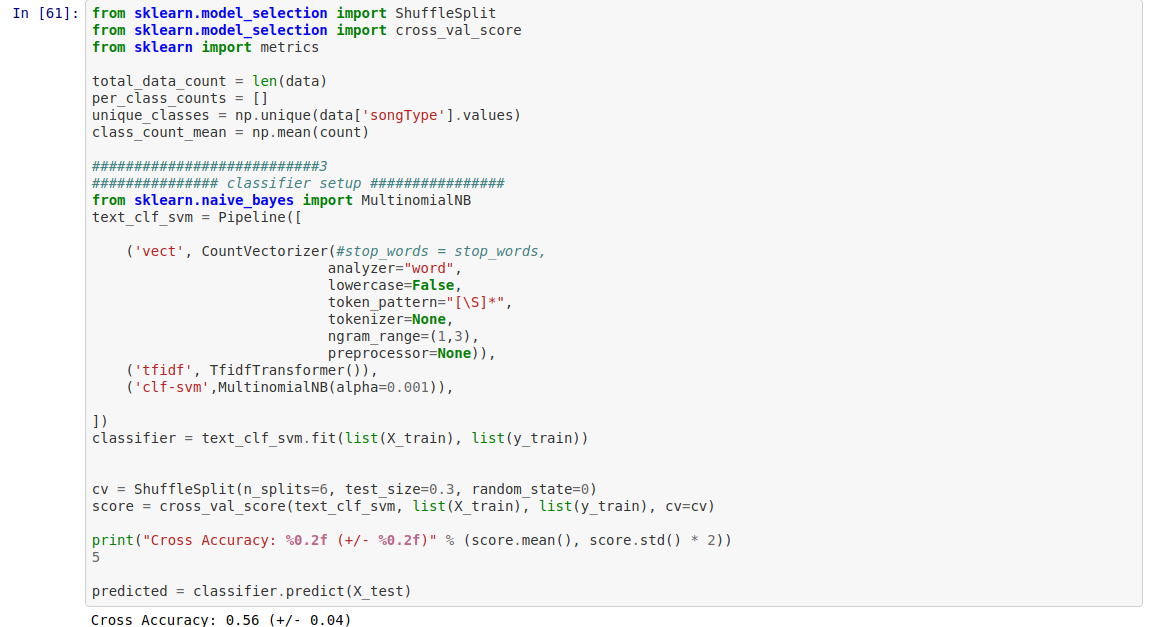 In [61]: from sklearn.model_selection import ShuffleSplit
from sklearn.model_selection import cross_val_score
from sklearn import metrics

total_data_count = len(data)
per_class_counts = []
unique_classes = np.unique(data['songType'].values)
class_count_mean = np.mean(count)

###########################3
############### classifier setup ################
from sklearn.naive_bayes import MultinomialNB
text_clf_svm = Pipeline([

    ('vect', CountVectorizer(#stop_words = stop_words,
                            analyzer="word",
                            lowercase=False,
                            token_pattern="[\S]*",
                            tokenizer=None,
                            ngram_range=(1,3),
                            preprocessor=None)),
    ('tfidf', TfidfTransformer()),
    ('clf-svm',MultinomialNB(alpha=0.001)),

])
classifier = text_clf_svm.fit(list(X_train), list(y_train))


cv = ShuffleSplit(n_splits=6, test_size=0.3, random_state=0)
score = cross_val_score(text_clf_svm, list(X_train), list(y_train), cv=cv)

print("Cross Accuracy: %0.2f (+/- %0.2f)" % (score.mean(), score.std() * 2))
5

predicted = classifier.predict(X_test)
Cross Accuracy: 0.56 (+/- 0.04)